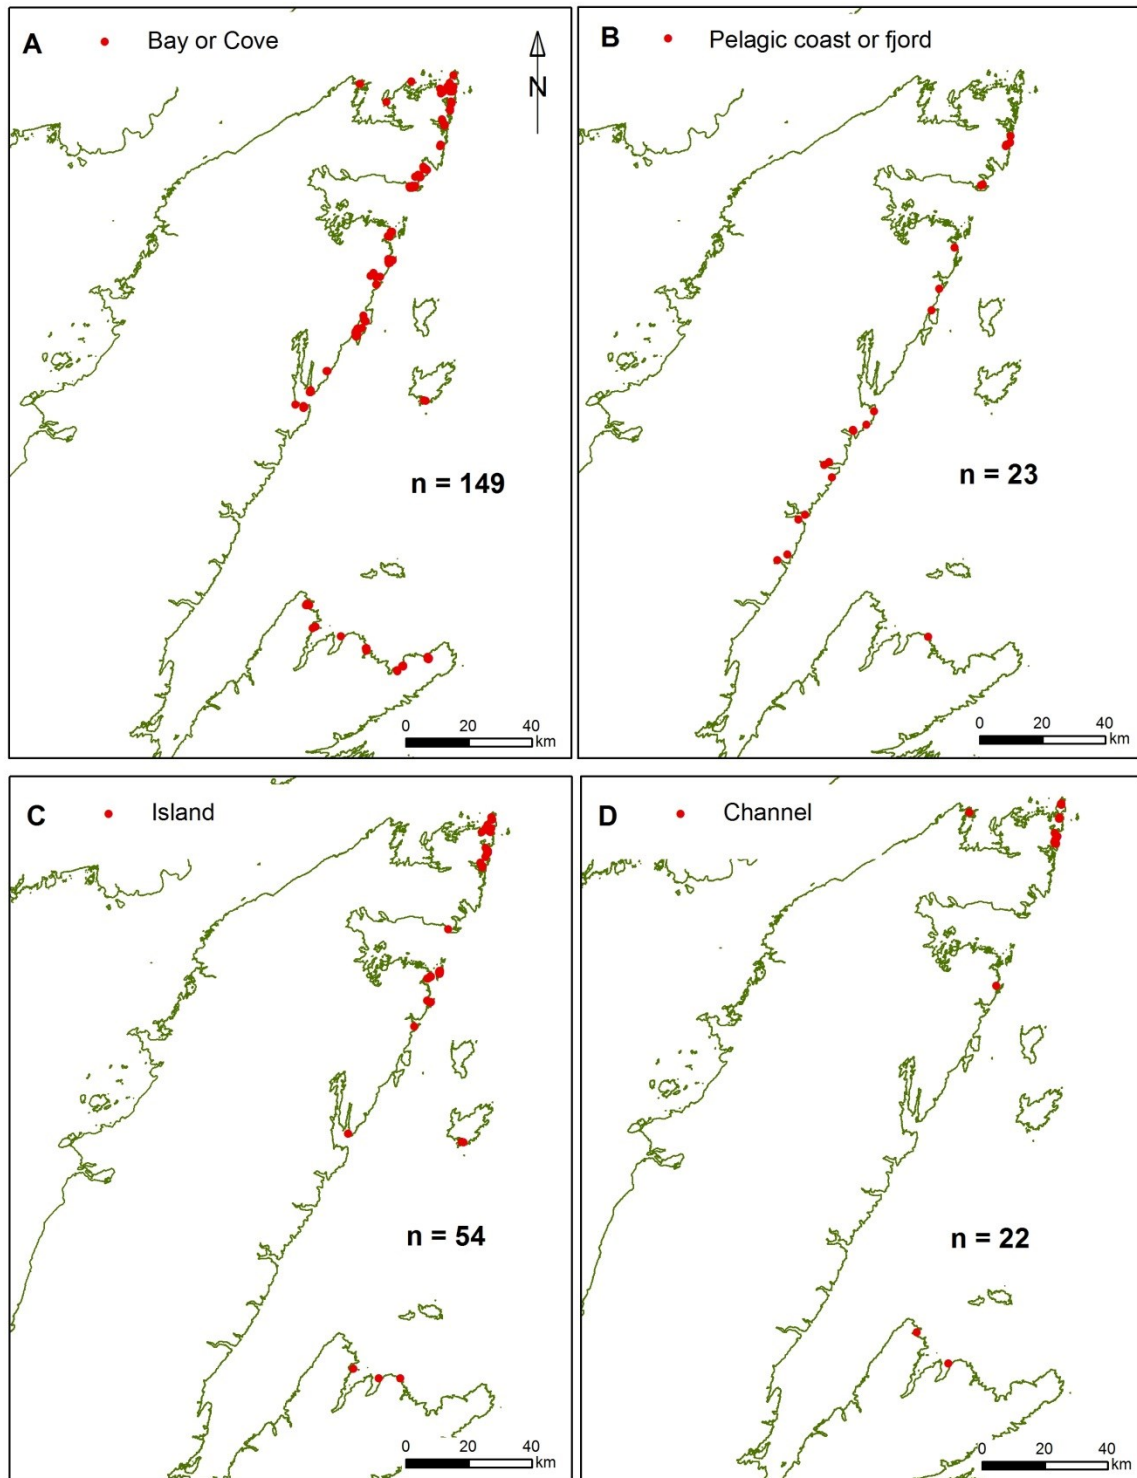 A
Bay or Cove
N
n = 149
0 20 40
km
B
Pelagic coast or fjord
n = 23
0 20 40
km
C
Island
n = 54
0 20 40
km
D
Channel
n = 22
0 20 40
km